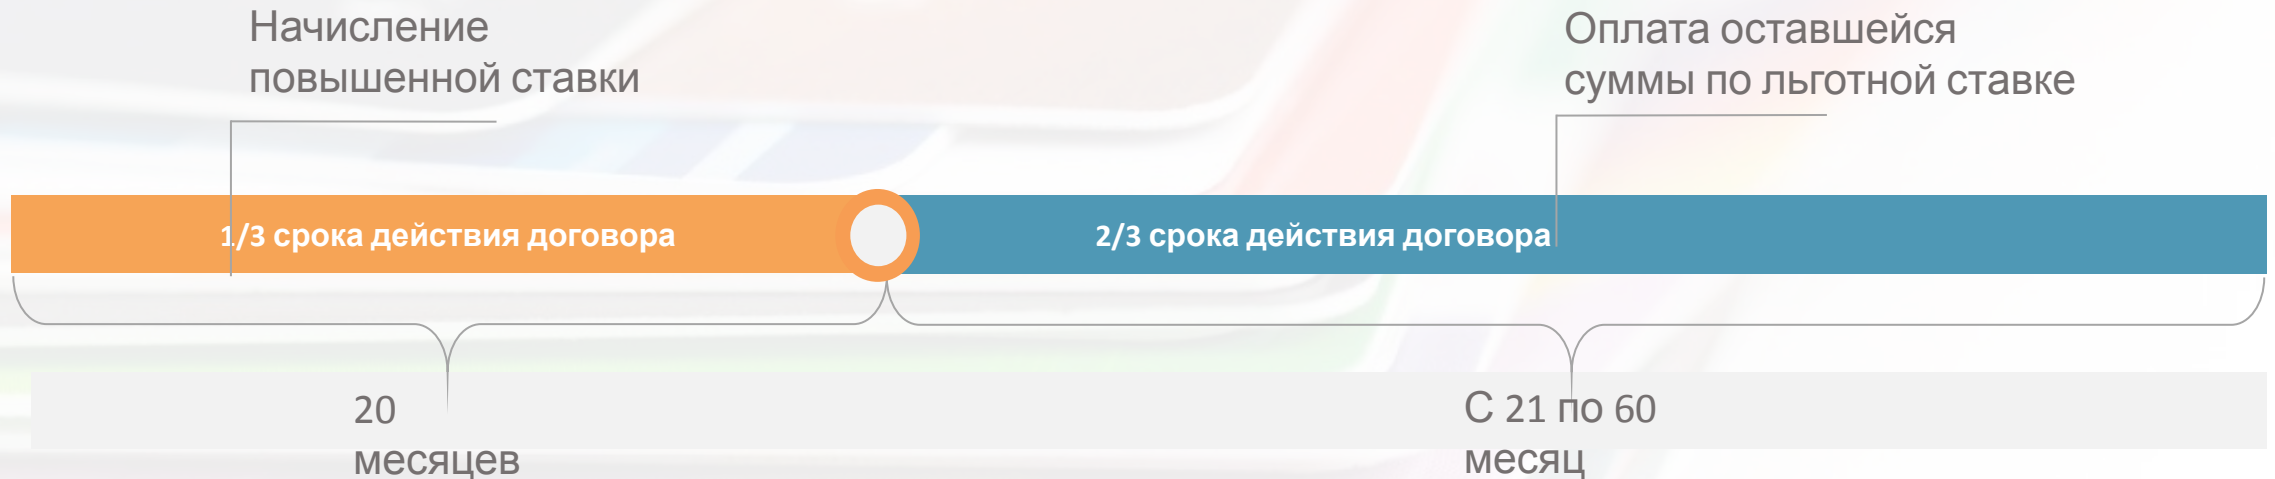 Начисление
повышенной ставки
Оплата оставшейся
суммы по льготной ставке
1/3 срока действия договора
2/3 срока действия договора
20
месяцев
С 21 по 60
месяц